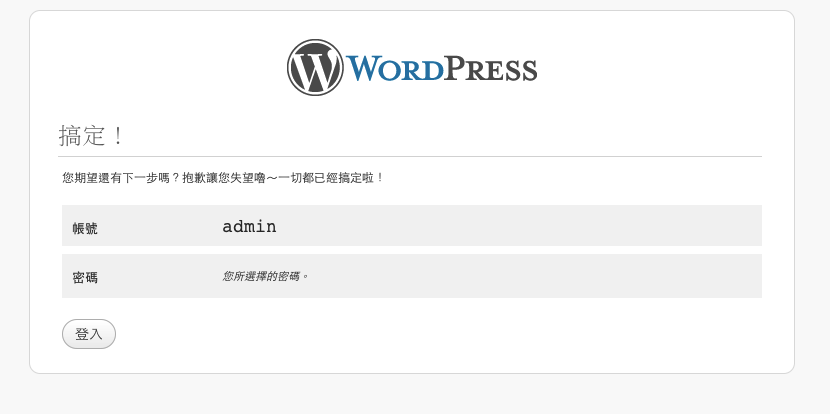 WORDPRESS
搞定！
您期望還有下一步嗎？抱歉讓您失望嚕～一切都已經搞定啦！
帳號 admin
密碼 您所選擇的密碼。
登入